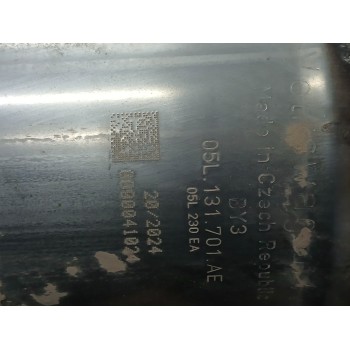 Made in Czech Republic
DY3
05L.131.701.AE
05L 230 EA
20/2024